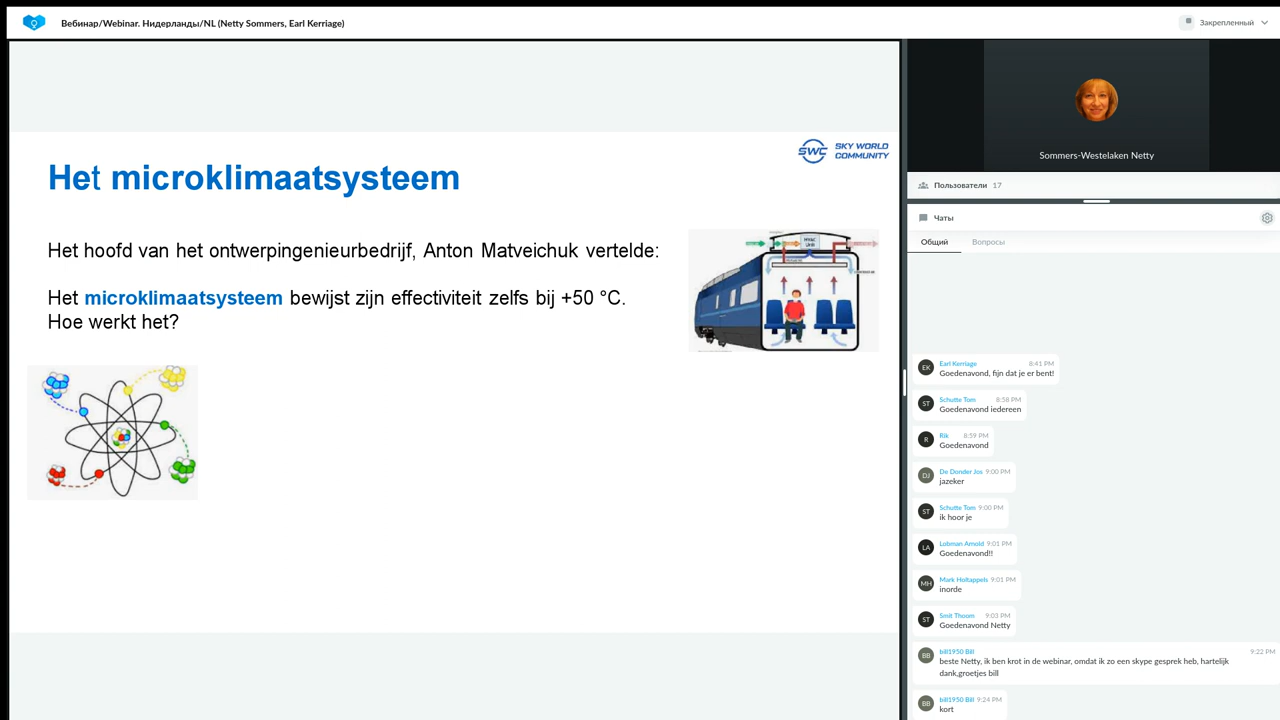 Вебинар/Webinar. Нидерланды/NL (Netty Sommers, Earl Kerriage)
Закрепленный
SWC SKY WORLD
COMMUNITY
Het microklimaatsysteem
Het hoofd van het ontwerpingenieurbedrijf, Anton Matveichuk vertelde:
Het microklimaatsysteem bewijst zijn effectiviteit zelfs bij +50 °C.
Hoe werkt het?
HVAC
Unit
Sommers-Westelaken Netty
Пользователи 17
Чаты
Общий Вопросы
EK Earl Kerriage 8:41 PM
Goedenavond, fijn dat je er bent!
ST Schutte Tom 8:58 PM
Goedenavond iedereen
R Rik 8:59 PM
Goedenavond
DJ De Donder Jos 9:00 PM
jazeker
ST Schutte Tom 9:00 PM
ik hoor je
LA Lobman Arnold 9:01 PM
Goedenavond!!
MH Mark Holtappels 9:01 PM
inorde
ST Smit Thoom 9:03 PM
Goedenavond Netty
BB bill1950 Bill 9:22 PM
beste Netty, ik ben krot in de webinar, omdat ik zo een skype gesprek heb, hartelijk
dank,groetjes bill
BB bill1950 Bill 9:24 PM
kort